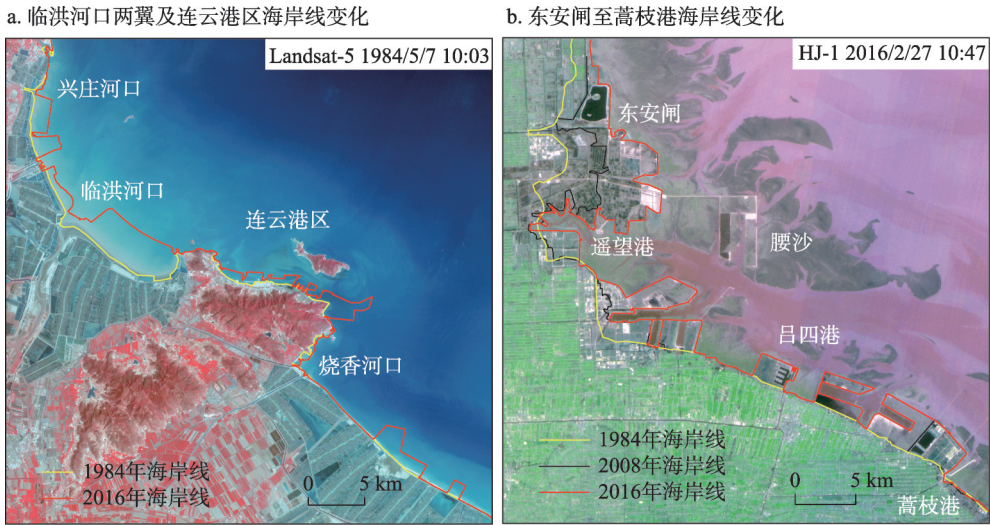 a. 临洪河口两翼及连云港区海岸线变化
Landsat-5 1984/5/7 10:03
兴庄河口
临洪河口
连云港区
烧香河口
1984年海岸线
2016年海岸线
0 5 km
b. 东安闸至蒿枝港海岸线变化
HJ-1 2016/2/27 10:47
东安闸
遥望港
腰沙
吕四港
1984年海岸线
2008年海岸线
2016年海岸线
0 5 km
蒿枝港